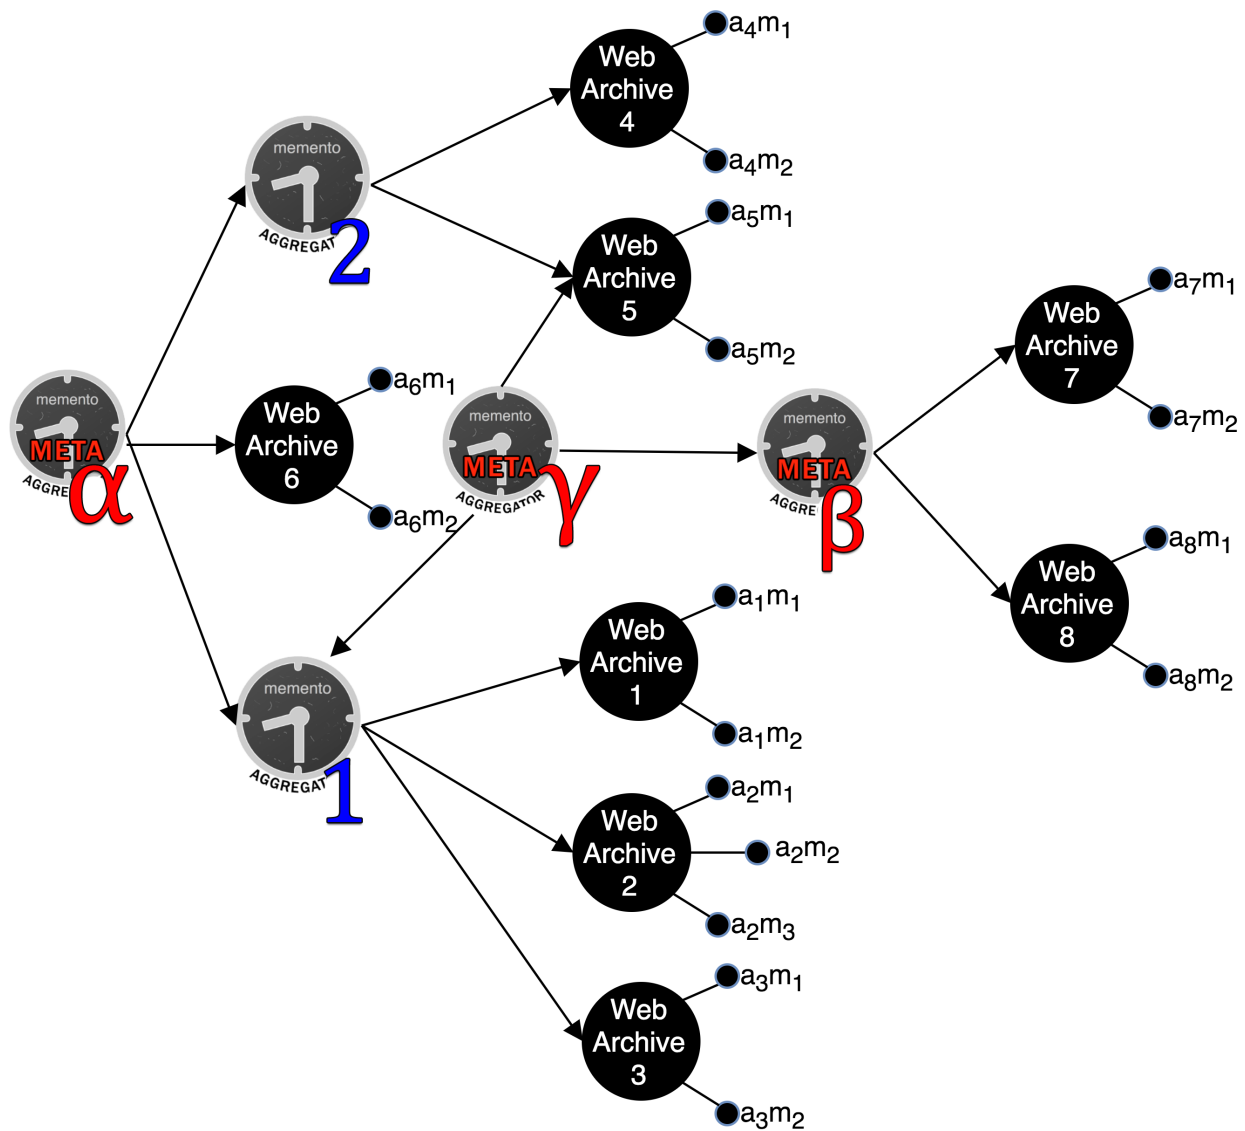 a₄m₁
Web
Archive
4
a₄m₂
memento
AGGREGAT
2
a₅m₁
Web
Archive
5
a₅m₂
a₇m₁
Web
Archive
7
a₇m₂
memento
META
AGGRE
α
a₆m₁
Web
Archive
6
a₆m₂
memento
META
AGGREGATOR
γ
memento
META
AGGRE
β
a₈m₁
Web
Archive
8
a₈m₂
memento
AGGREGAT
1
a₁m₁
Web
Archive
1
a₁m₂
a₂m₁
Web
Archive
2
a₂m₂
a₂m₃
a₃m₁
Web
Archive
3
a₃m₂